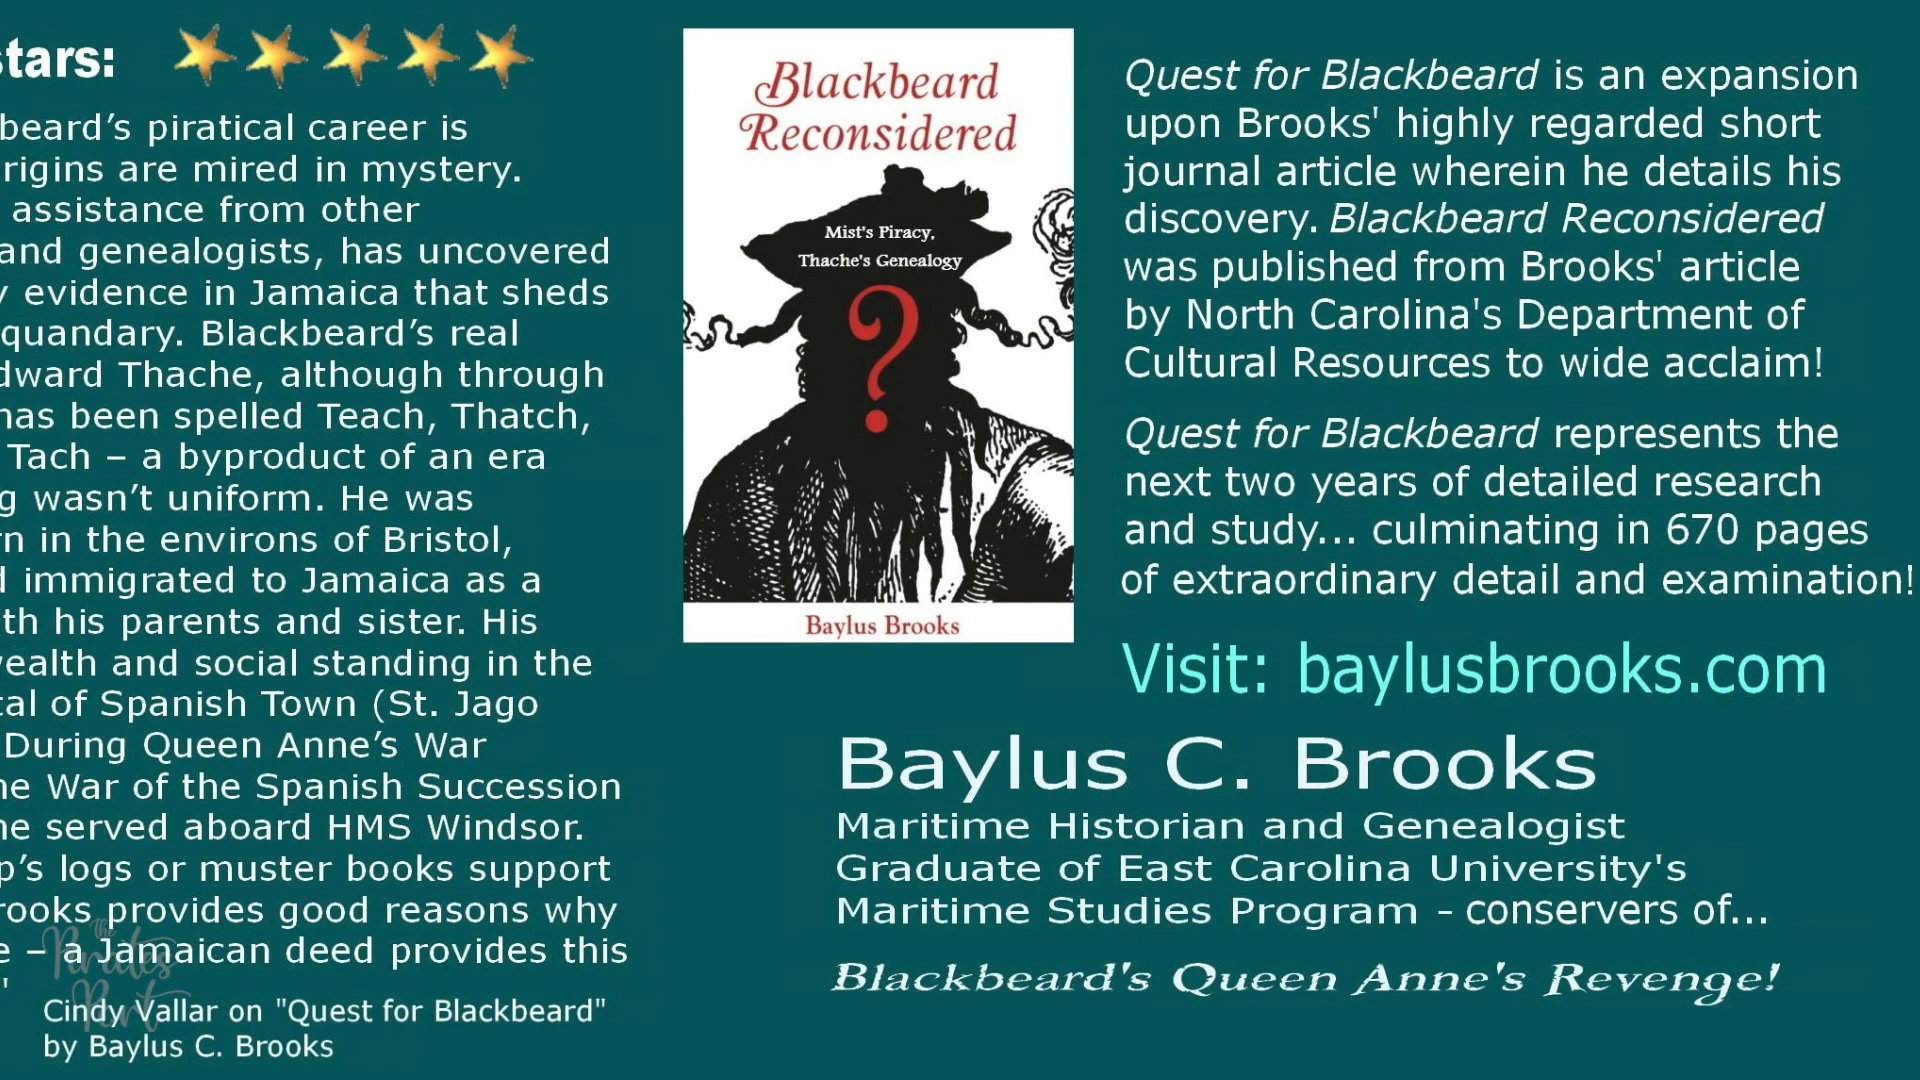 stars:
beard’s piratical career is
rigins are mired in mystery.
assistance from other
and genealogists, has uncovered
y evidence in Jamaica that sheds
quandary. Blackbeard’s real
dward Thache, although through
has been spelled Teach, Thatch,
Tach – a byproduct of an era
g wasn’t uniform. He was
rn in the environs of Bristol,
d immigrated to Jamaica as a
th his parents and sister. His
wealth and social standing in the
tal of Spanish Town (St. Jago
During Queen Anne’s War
he War of the Spanish Succession
he served aboard HMS Windsor.
p’s logs or muster books support
rooks provides good reasons why
e – a Jamaican deed provides this
"
The
Pirates
Port
Cindy Vallar on "Quest for Blackbeard"
by Baylus C. Brooks
Blackbeard
Reconsidered
Mist's Piracy,
Thache's Genealogy
?
Baylus Brooks
Quest for Blackbeard is an expansion
upon Brooks' highly regarded short
journal article wherein he details his
discovery. Blackbeard Reconsidered
was published from Brooks' article
by North Carolina's Department of
Cultural Resources to wide acclaim!
Quest for Blackbeard represents the
next two years of detailed research
and study... culminating in 670 pages
of extraordinary detail and examination!
Visit: baylusbrooks.com
Baylus C. Brooks
Maritime Historian and Genealogist
Graduate of East Carolina University's
Maritime Studies Program - conservers of...
Blackbeard's Queen Anne's Revenge!